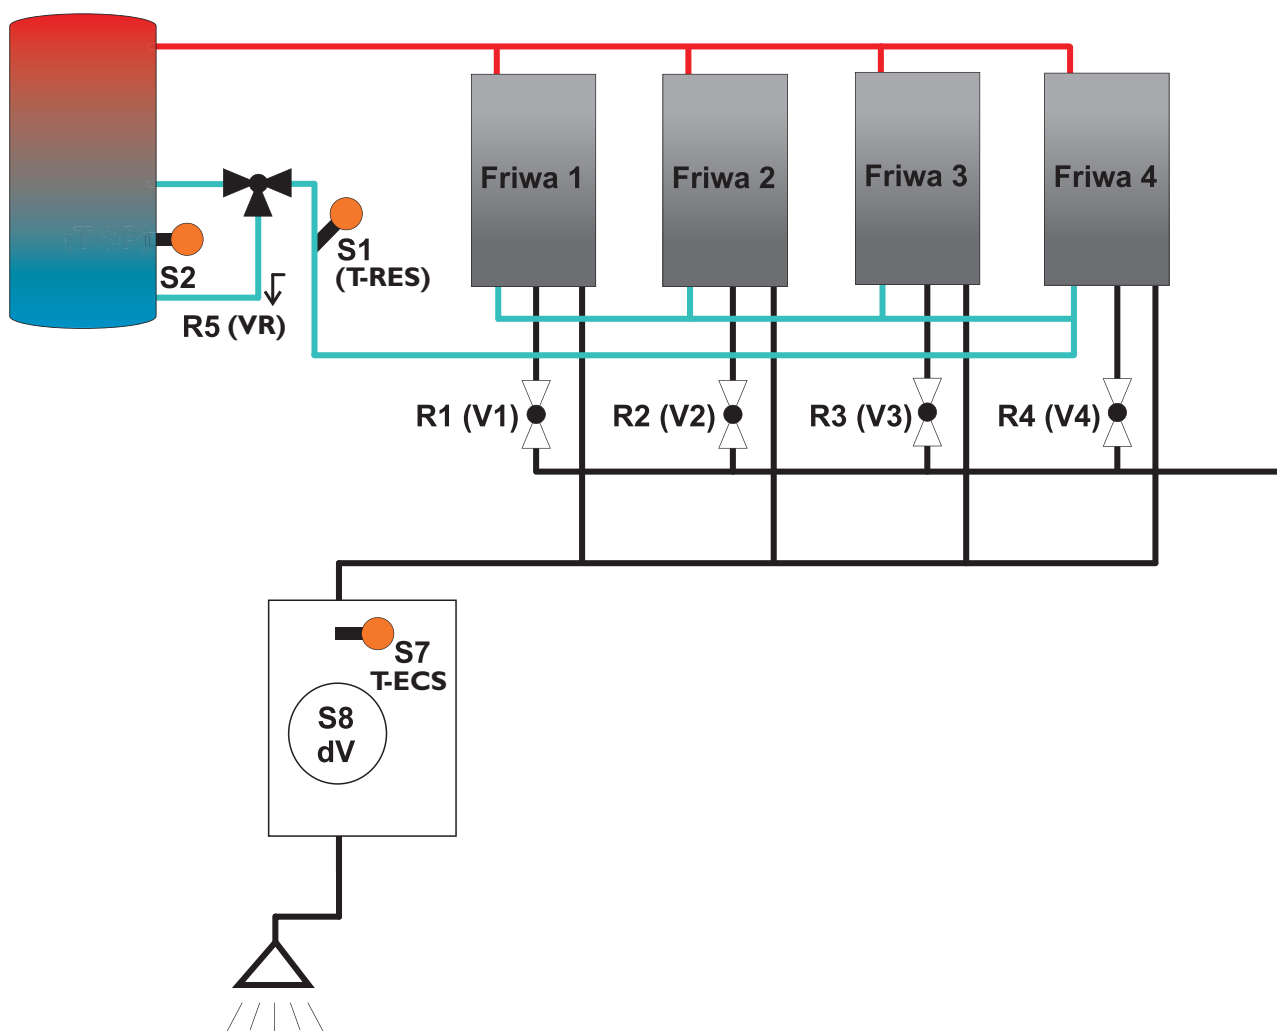 Friwa 1
Friwa 2
Friwa 3
Friwa 4
S1
(T-RES)
S2
R5 (VR)
R1 (V1)
R2 (V2)
R3 (V3)
R4 (V4)
S7
T-ECS
S8
dV